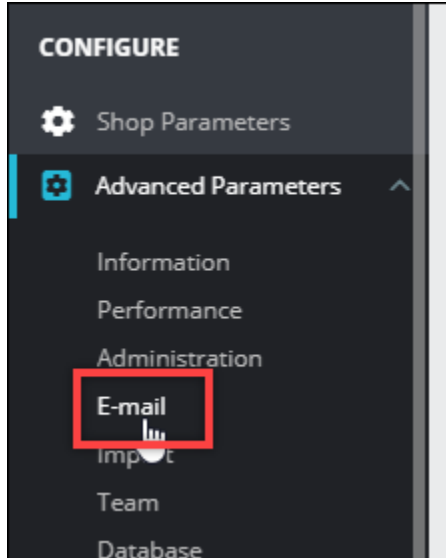 CONFIGURE
Shop Parameters
Advanced Parameters
Information
Performance
Administration
E-mail
Team
Database